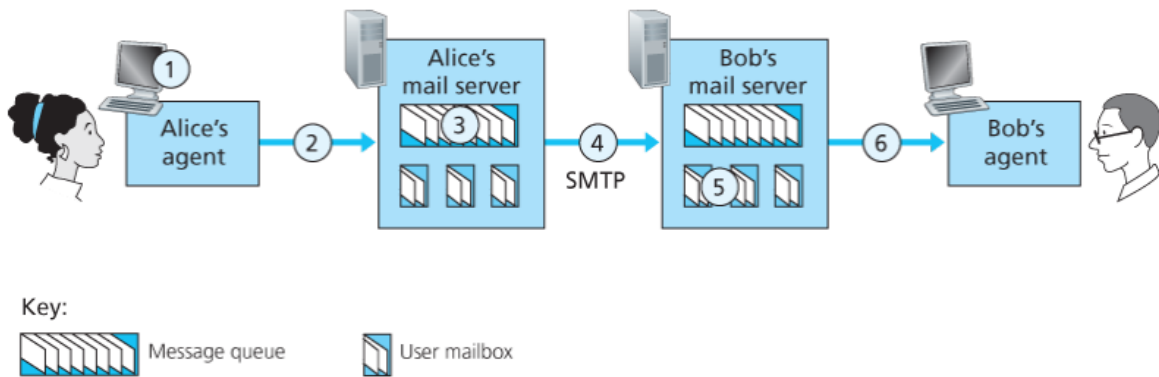 1
Alice's
agent
2
Alice's
mail server
3
4
SMTP
Bob's
mail server
5
6
Bob's
agent
Key:
Message queue
User mailbox